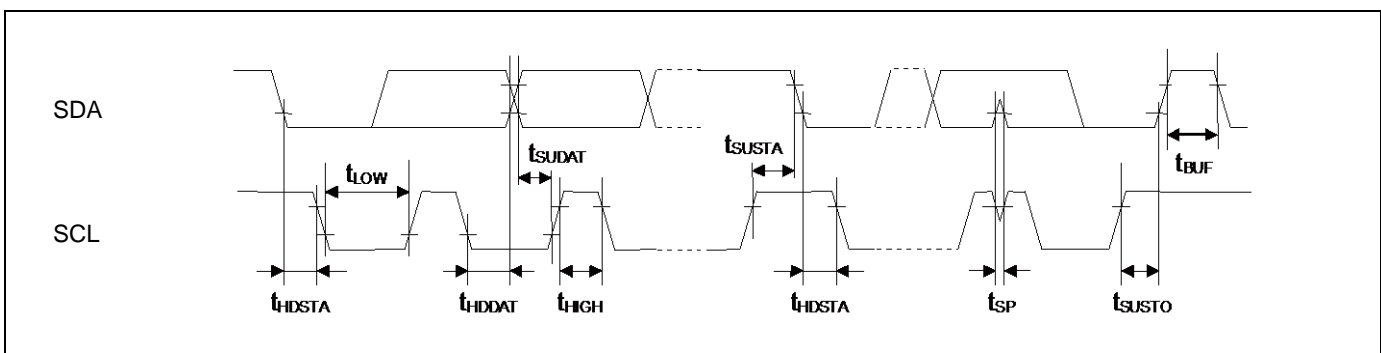 SDA
tSUDAT
tSUSTA
tBUF
tLOW
SCL
tHDSTA
tHDDAT
tHIGH
tHDSTA
tSP
tSUSTO